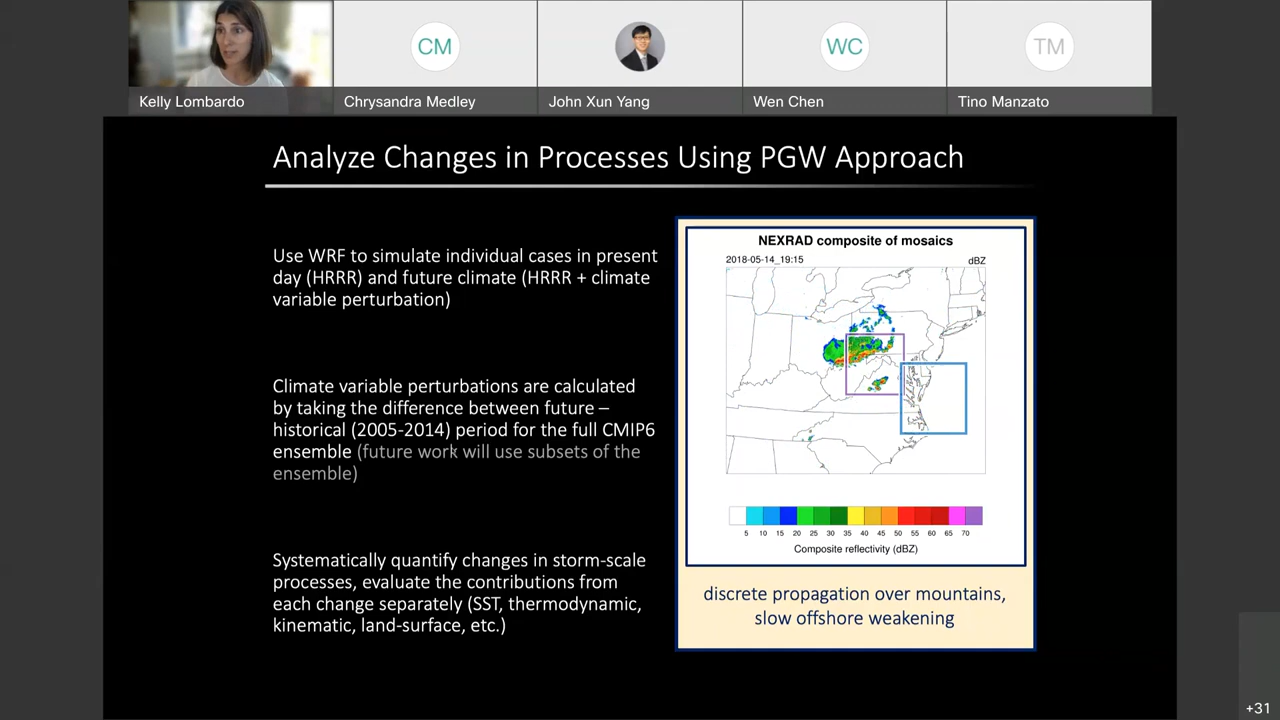 CM
WC
TM
Kelly Lombardo
Chrysandra Medley
John Xun Yang
Wen Chen
Tino Manzato
Analyze Changes in Processes Using PGW Approach
Use WRF to simulate individual cases in present
day (HRRR) and future climate (HRRR + climate
variable perturbation)
Climate variable perturbations are calculated
by taking the difference between future –
historical (2005-2014) period for the full CMIP6
ensemble (future work will use subsets of the
ensemble)
Systematically quantify changes in storm-scale
processes, evaluate the contributions from
each change separately (SST, thermodynamic,
kinematic, land-surface, etc.)
NEXRAD composite of mosaics
2018-05-14_19:15 dBZ
5 10 15 20 25 30 35 40 45 50 55 60 65 70
Composite reflectivity (dBZ)
discrete propagation over mountains,
slow offshore weakening
+31